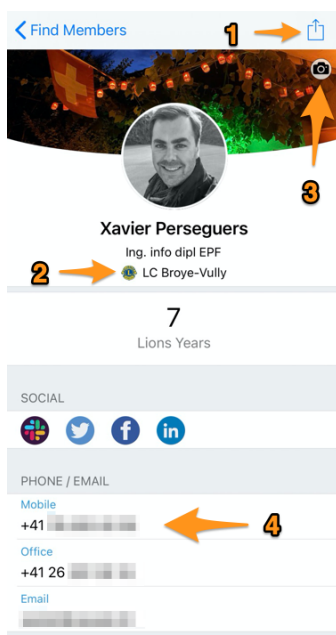 Find Members
1
3
Xavier Perseguers
Ing. info dipl EPF
2
LC Broye-Vully
7
Lions Years
SOCIAL
f in
PHONE / EMAIL
Mobile
+41
4
Office
+41 26
Email